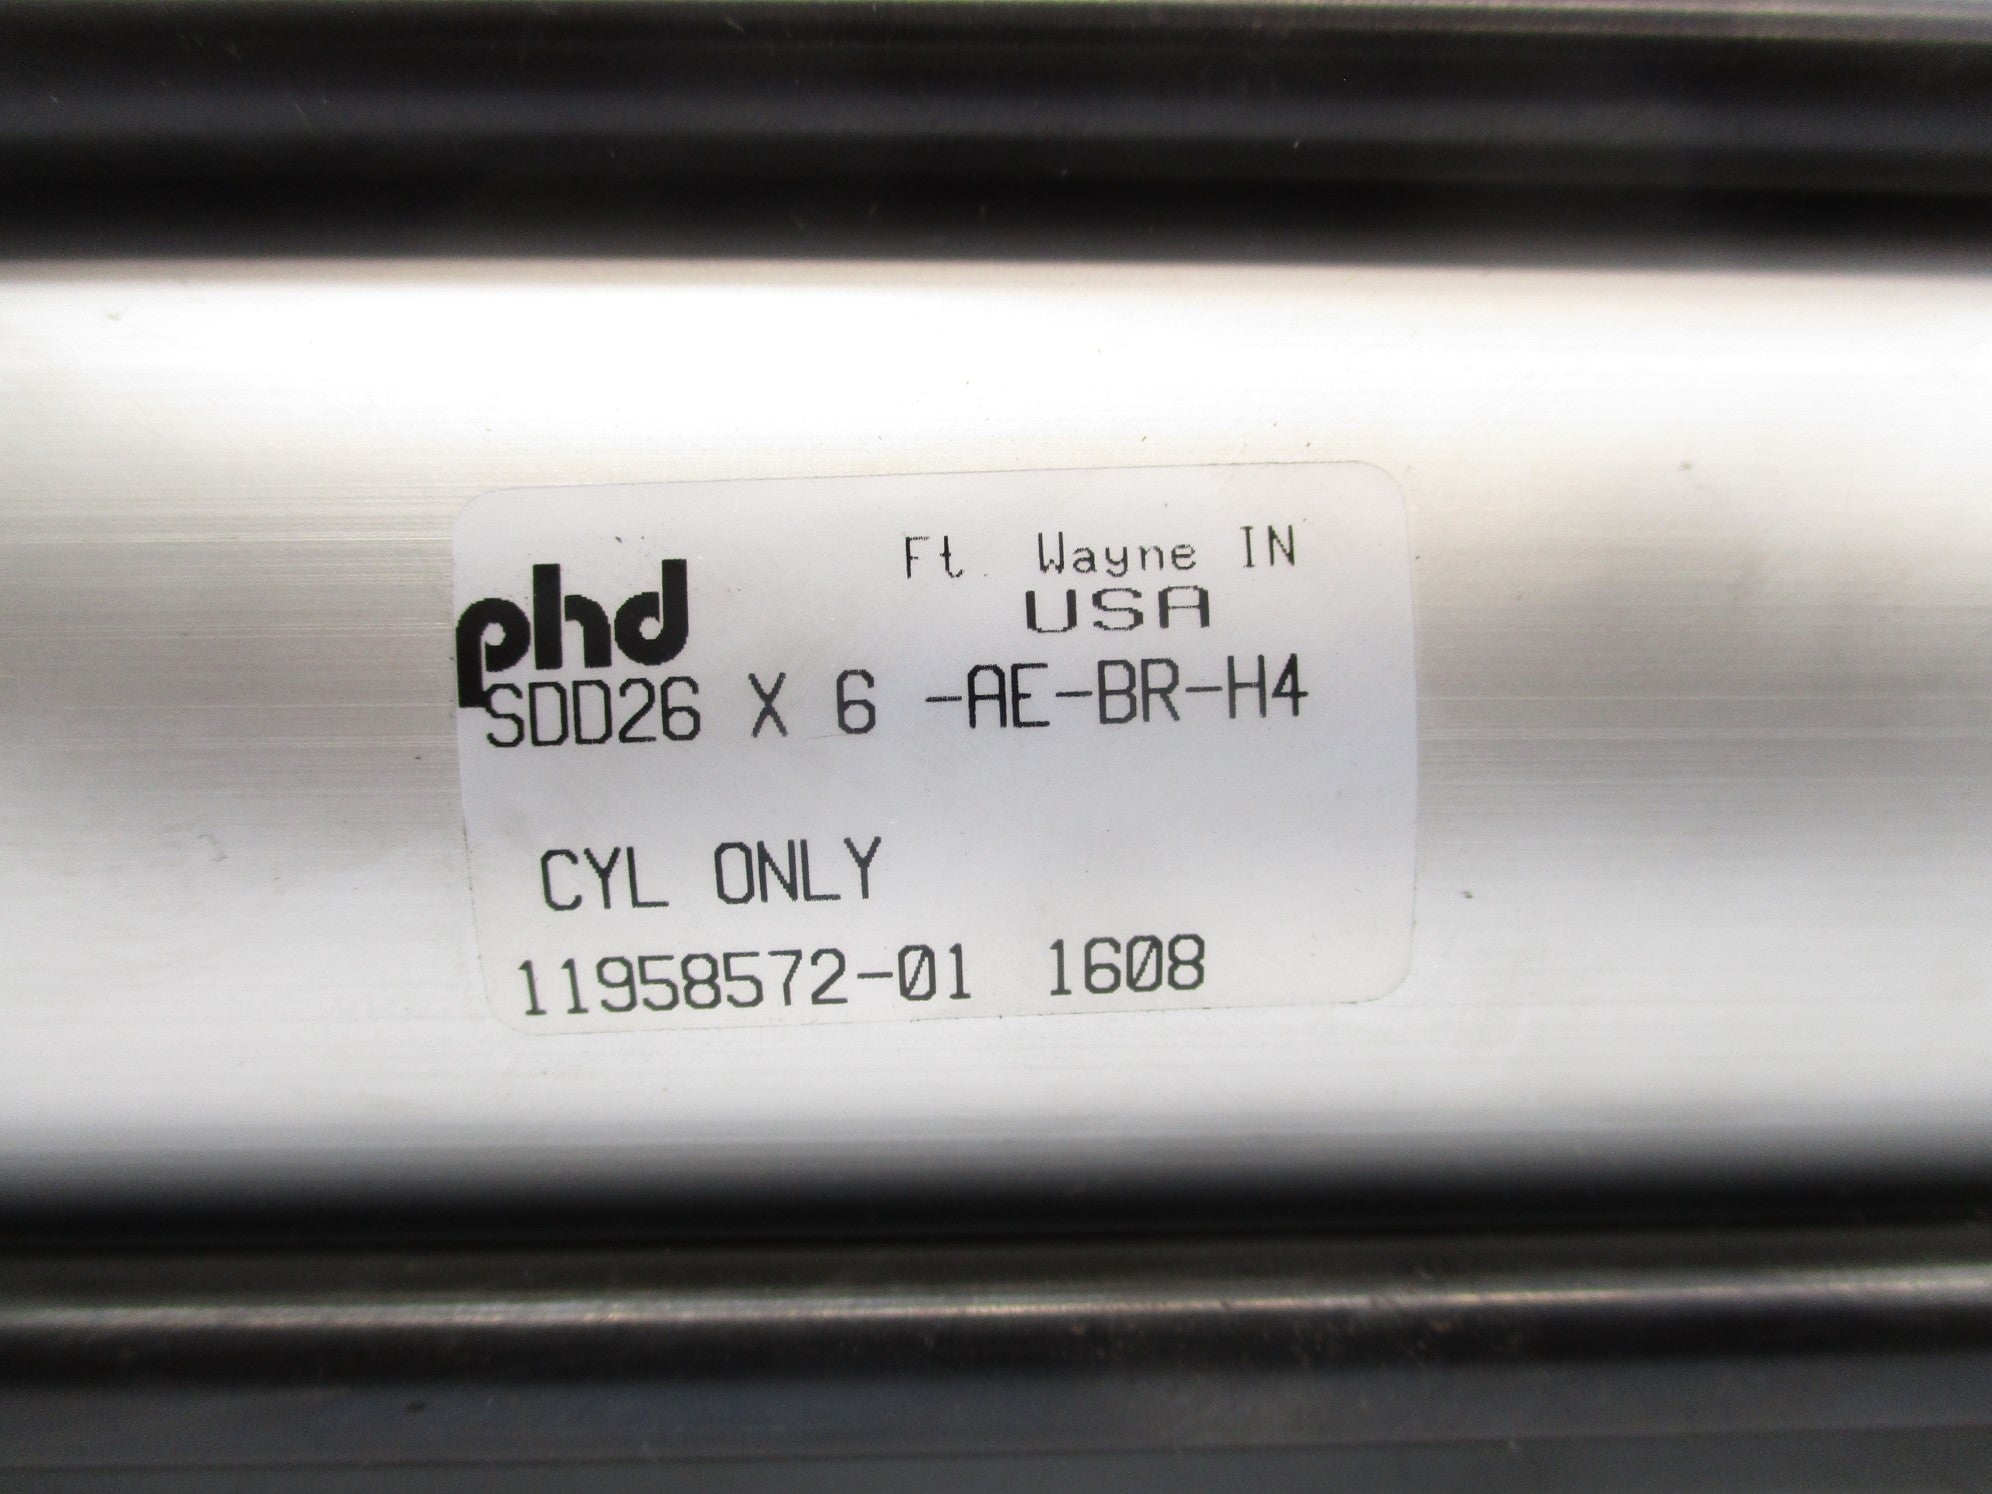 phd
Ft. Wayne IN
USA
SDD26 X 6 -AE-BR-H4
CYL ONLY
11958572-01 1608